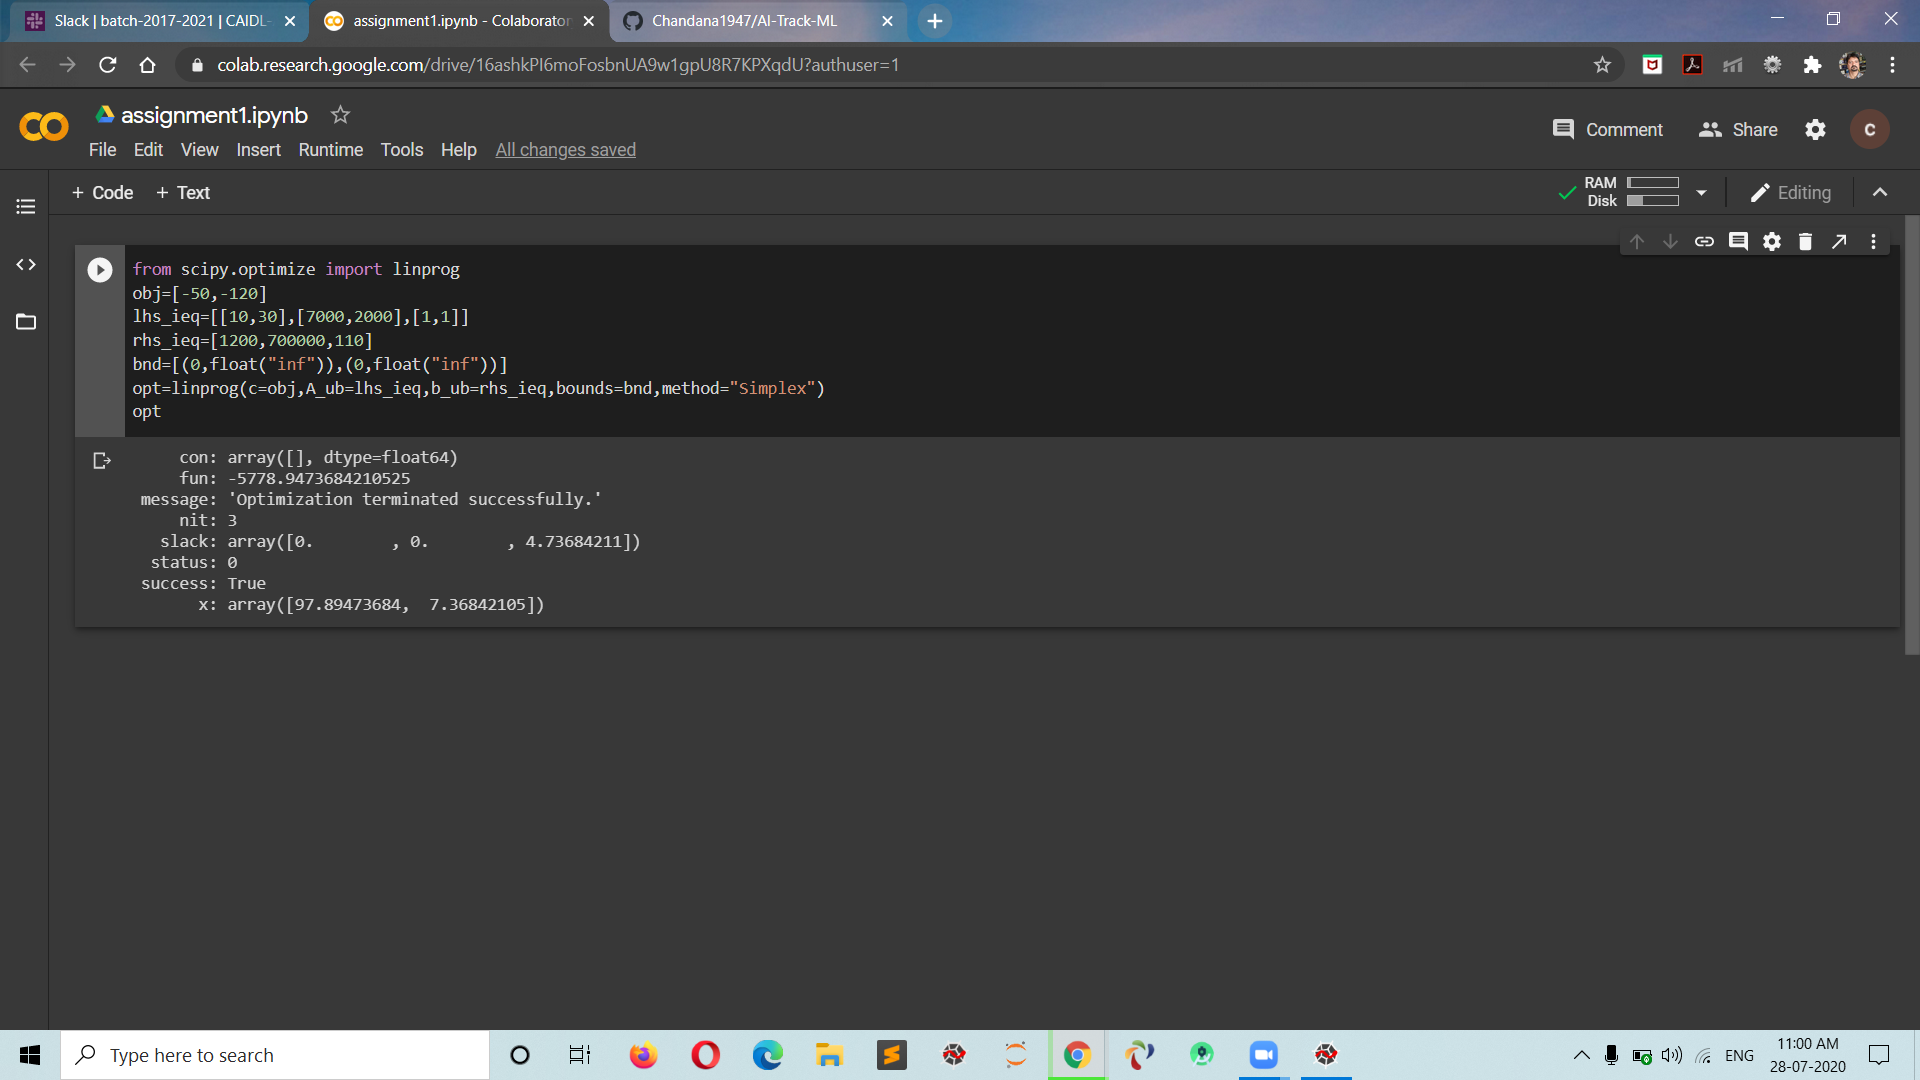 Slack | batch-2017-2021 | CAIDL-
assignment1.ipynb - Colaborator
Chandana1947/AI-Track-ML
colab.research.google.com/drive/16ashkPI6moFosbnUA9w1gpU8R7KPXqdU?authuser=1
assignment1.ipynb
Comment
Share
C
File Edit View Insert Runtime Tools Help All changes saved
+ Code + Text
RAM
Disk
Editing
from scipy.optimize import linprog
obj=[-50,-120]
lhs_ieq=[[10,30],[7000,2000],[1,1]]
rhs_ieq=[1200,700000,110]
bnd=[(0,float("inf")),(0,float("inf"))]
opt=linprog(c=obj,A_ub=lhs_ieq,b_ub=rhs_ieq,bounds=bnd,method="Simplex")
opt
con: array([], dtype=float64)
fun: -5778.9473684210525
message: 'Optimization terminated successfully.'
nit: 3
slack: array([0.        , 0.        , 4.73684211])
status: 0
success: True
x: array([97.89473684,  7.36842105])
Type here to search
ENG
11:00 AM
28-07-2020